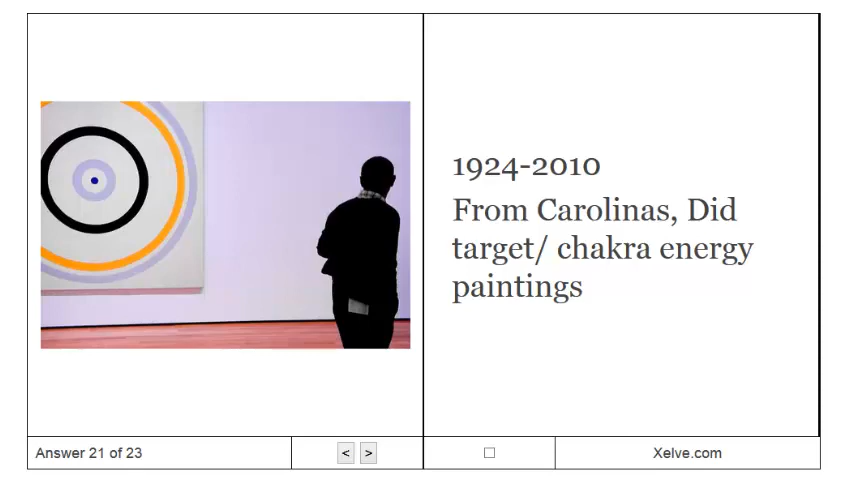 1924-2010
From Carolinas, Did
target/ chakra energy
paintings
Answer 21 of 23
<
>
Xelve.com